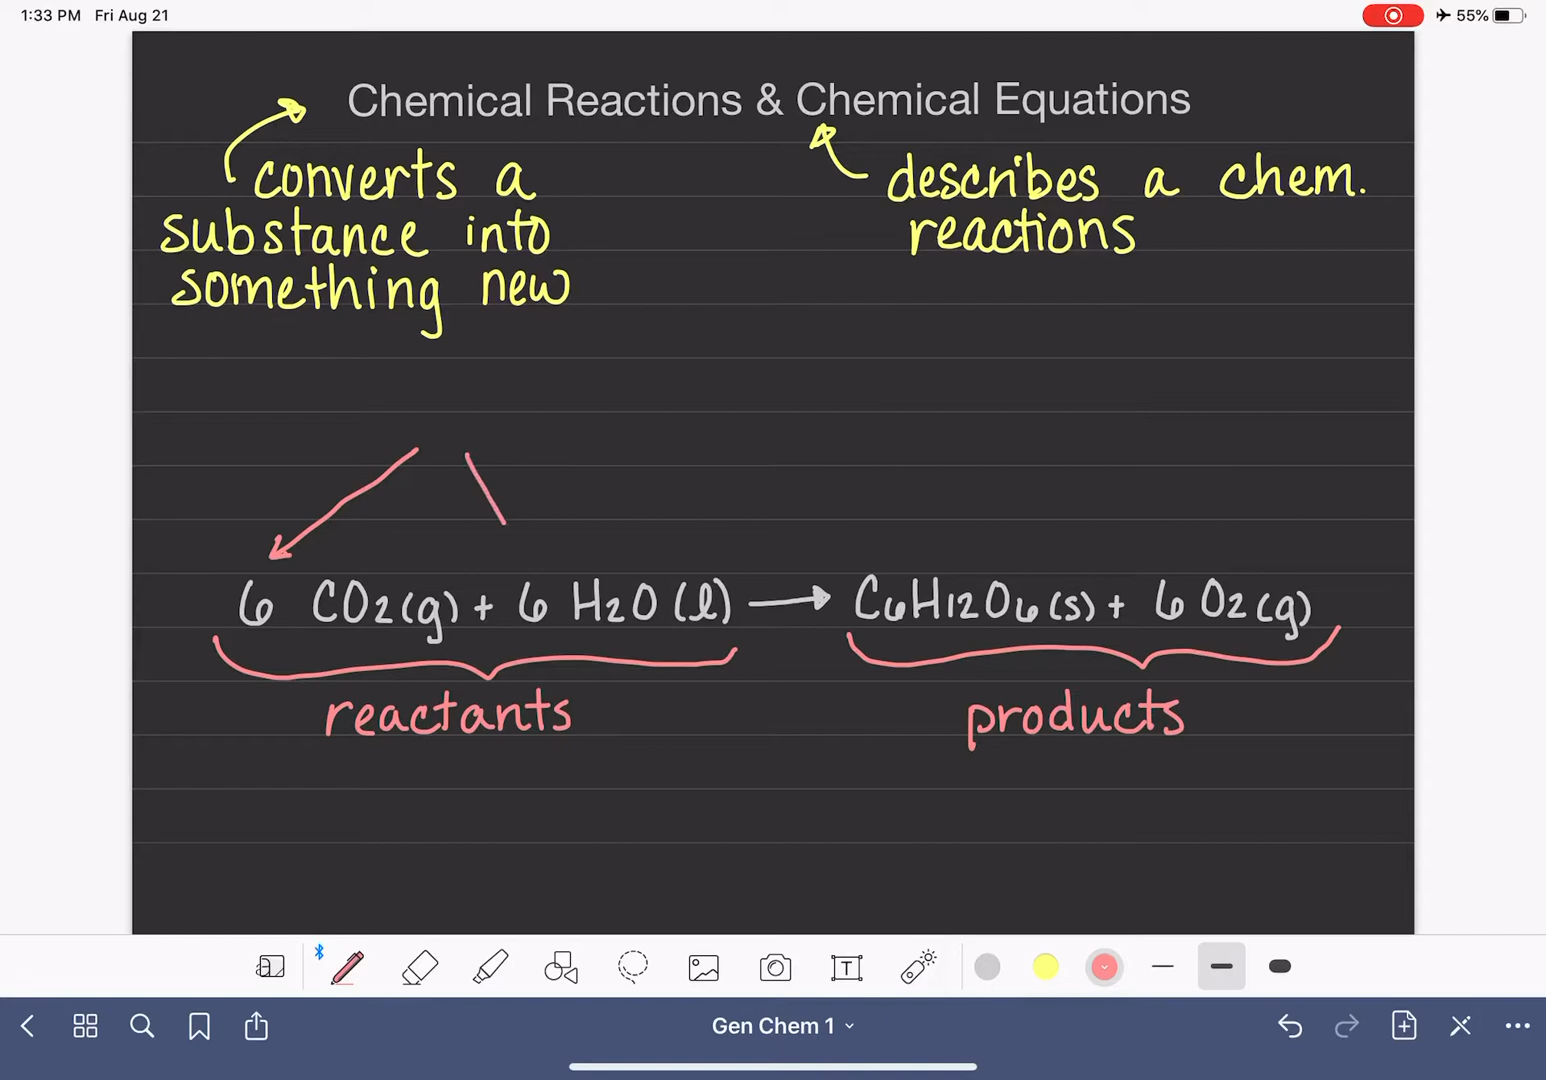 1:33 PM Fri Aug 21
55%
Chemical Reactions & Chemical Equations
converts a
substance into
something new
describes a chem.
reactions
6 CO2(g) + 6 H2O (l) → C6H12O6 (s) + 6 O2 (g)
reactants
products
T
Gen Chem 1